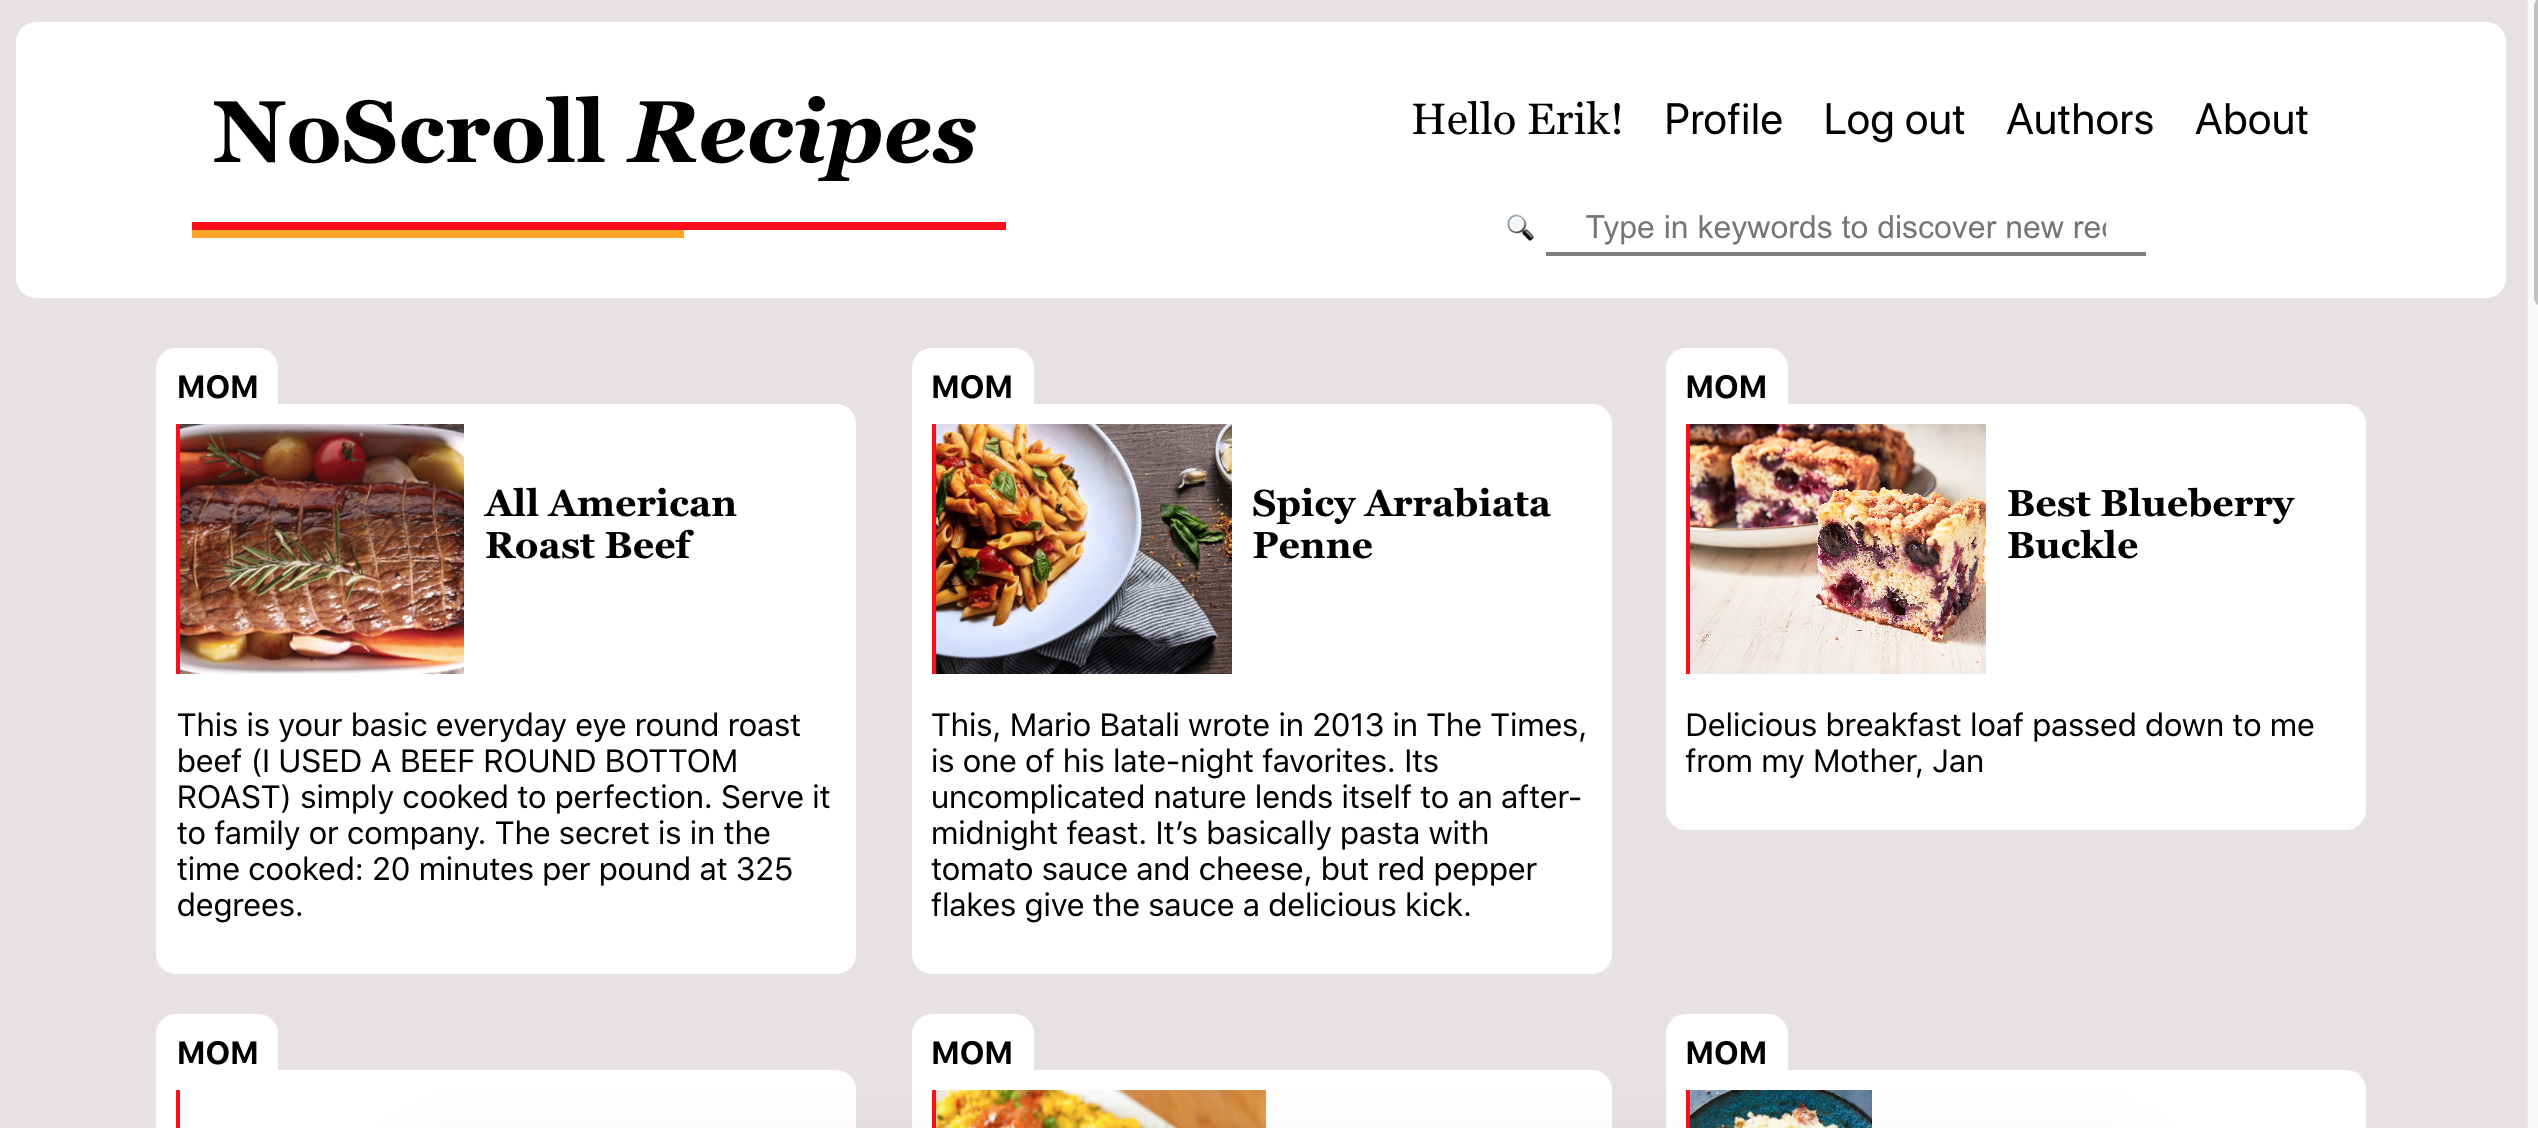 NoScroll Recipes
Hello Erik! Profile Log out Authors About
Type in keywords to discover new rec
MOM
All American
Roast Beef
This is your basic everyday eye round roast
beef (I USED A BEEF ROUND BOTTOM
ROAST) simply cooked to perfection. Serve it
to family or company. The secret is in the
time cooked: 20 minutes per pound at 325
degrees.
MOM
Spicy Arrabiata
Penne
This, Mario Batali wrote in 2013 in The Times,
is one of his late-night favorites. Its
uncomplicated nature lends itself to an after-
midnight feast. It’s basically pasta with
tomato sauce and cheese, but red pepper
flakes give the sauce a delicious kick.
MOM
Best Blueberry
Buckle
Delicious breakfast loaf passed down to me
from my Mother, Jan
MOM
MOM
MOM